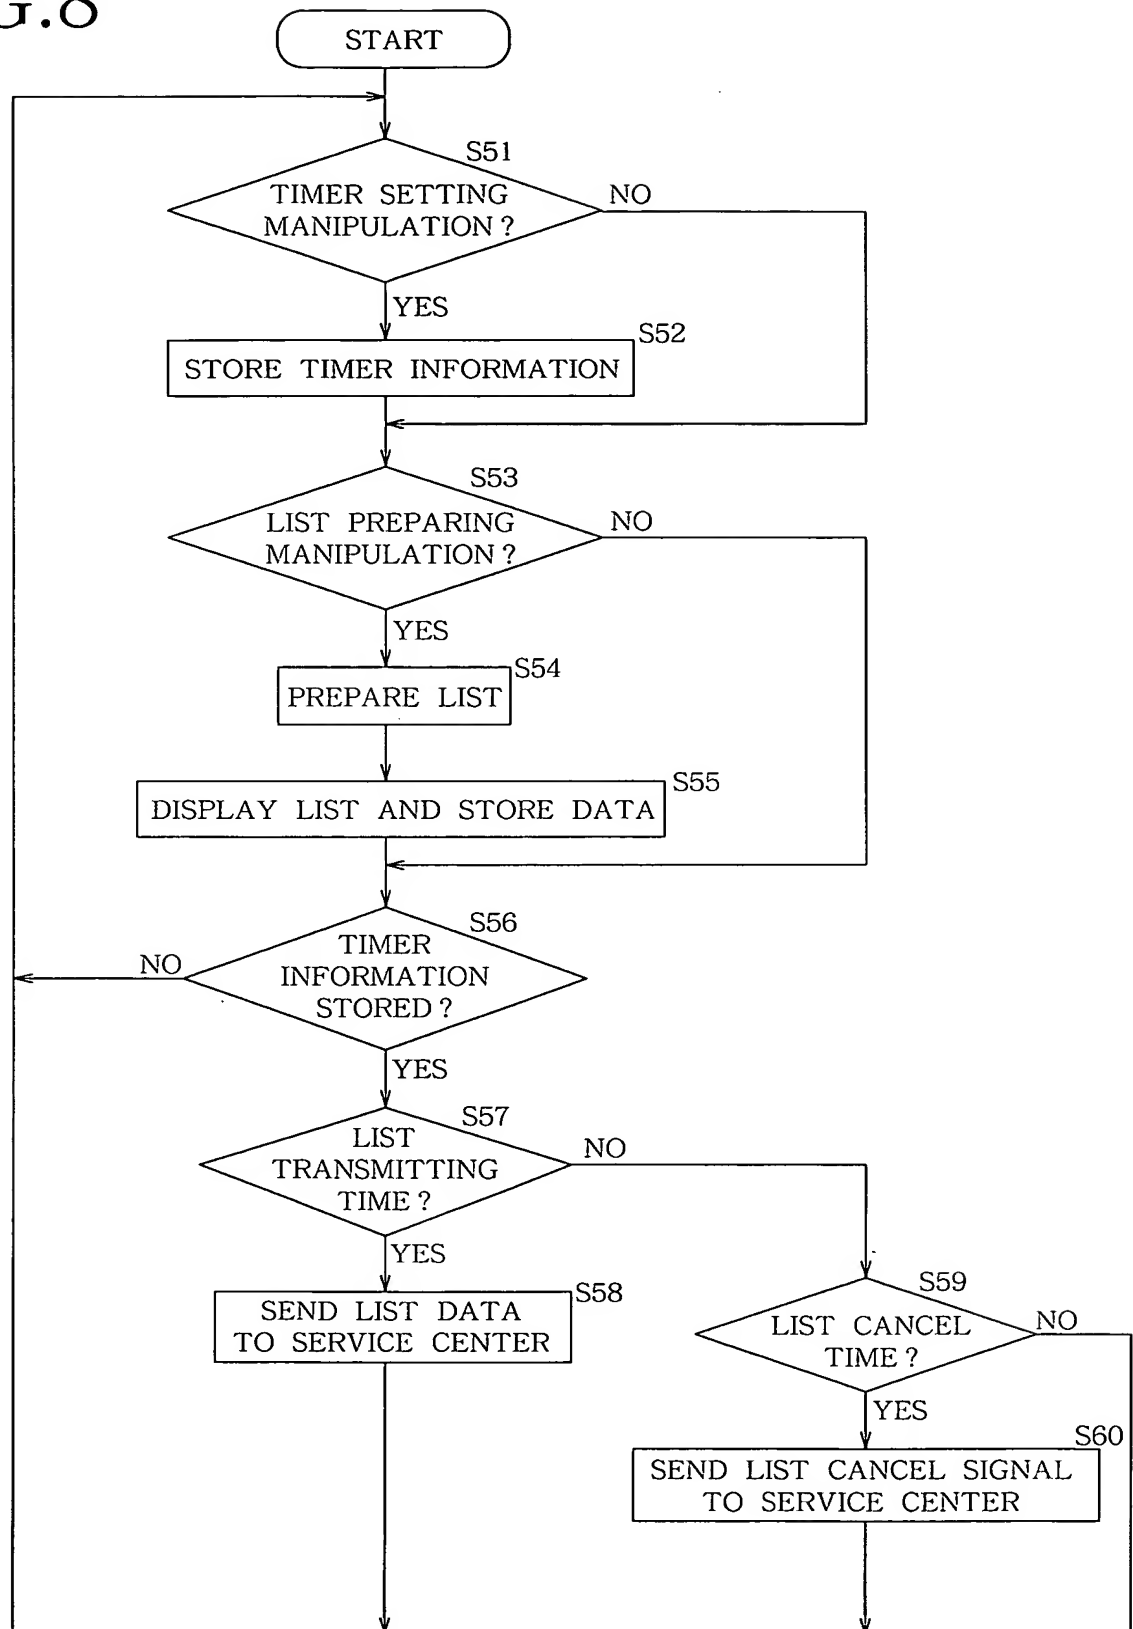 G.8
START
S51
TIMER SETTING
MANIPULATION?
NO
YES
S52
STORE TIMER INFORMATION
S53
LIST PREPARING
MANIPULATION?
NO
YES
S54
PREPARE LIST
S55
DISPLAY LIST AND STORE DATA
S56
TIMER
INFORMATION
STORED?
NO
YES
S57
LIST
TRANSMITTING
TIME?
NO
YES
S58
SEND LIST DATA
TO SERVICE CENTER
S59
LIST CANCEL
TIME?
NO
YES
S60
SEND LIST CANCEL SIGNAL
TO SERVICE CENTER